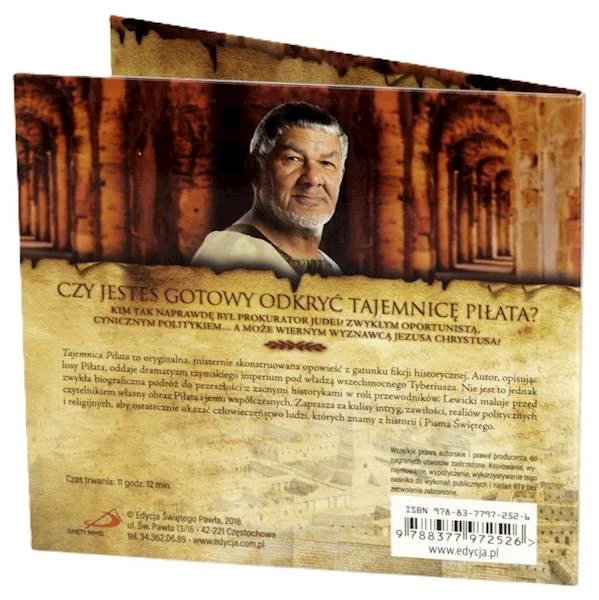 CZY JESTEŚ GOTOWY ODKRYĆ TAJEMNICĘ PIŁATA?
KIM TAK NAPRAWDĘ BYŁ PROKURATOR JUDEI? ZWYKŁYM OPORTUNISTĄ,
CYNICZNYM POLITYKIEM... A MOŻE WIERNYM WYZNAWCĄ JEZUSA CHRYSTUSA?
Tajemnica Piłata to oryginalna, misternie skonstruowana opowieść z gatunku fikcji historycznej. Autor, opisując
losy Piłata, oddaje dramatyzm rzymskiego imperium pod władzą wszechmocnego Tyberiusza. Nie jest to jednak
zwykła biograficzna podróż do przeszłości z zacnymi historykami w roli przewodników. Lewicki maluje przed
czytelnikiem własny obraz Piłata i jemu współczesnych. Zaprasza za kulisy intryg, zawiłości, realiów politycznych
i religijnych, aby ostatecznie ukazać człowieczeństwo ludzi, których znamy z historii i Pisma Świętego.
Wszelkie prawa autorskie i prawa producenta do
nagranych utworów zastrzeżone. Kopiowanie, wy-
najmowanie, wypożyczanie, wykorzystywanie tego
nośnika do wykonań publicznych i nadań RTV bez
zezwolenia zabronione.
Czas trwania: 11 godz. 12 min.
ŚWIĘTY PAWEŁ
© Edycja Świętego Pawła, 2018
ul. Św. Pawła 13/15 • 42-221 Częstochowa
tel. 34.362.06.89 • www.edycja.com.pl
ISBN 978-83-7797-252-6
9 788377 972526 >
www.edycja.pl